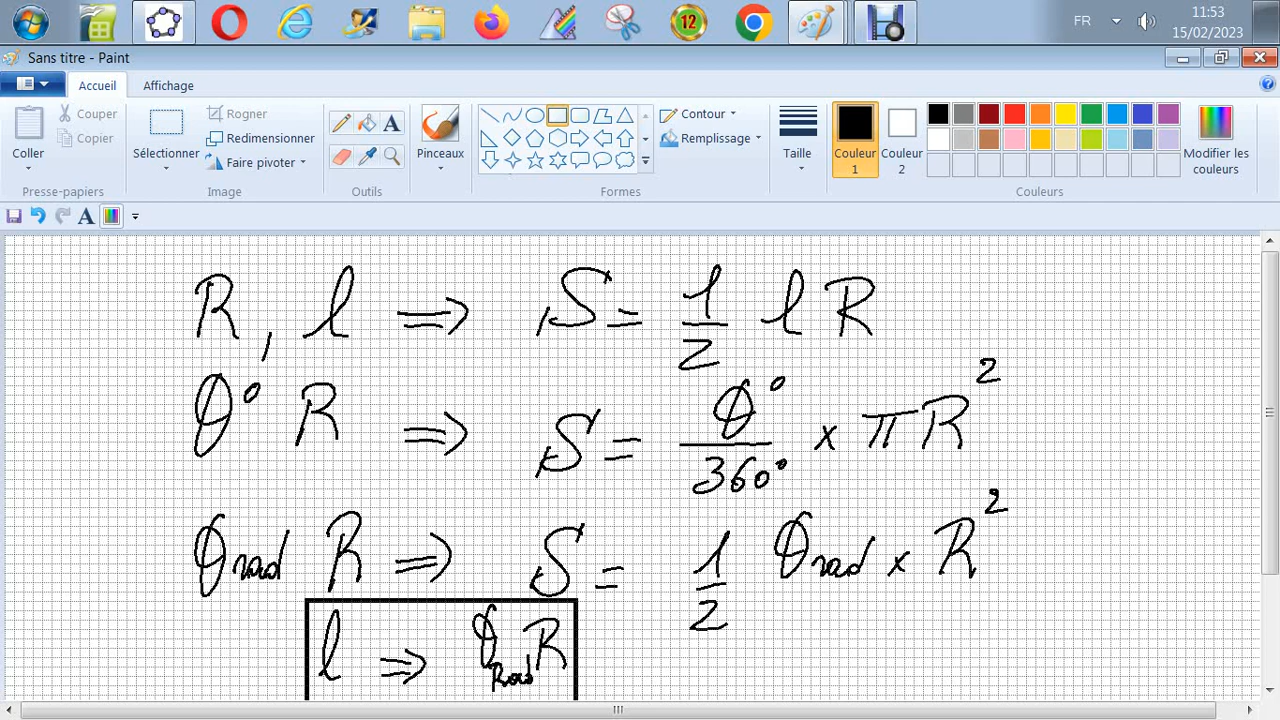 12
FR
11:53
15/02/2023
Sans titre - Paint
Accueil
Affichage
Coller
Couper
Copier
Presse-papiers
Sélectionner
Rogner
Redimensionner
Faire pivoter
Image
A
Outils
Pinceaux
Formes
Contour
Remplissage
Taille
Couleur 1
Couleur 2
Modifier les couleurs
Couleurs
A
R, l ⇒ S = 1/2 l R
θ° R ⇒ S = θ°/360° × πR²
θrad R ⇒ S = 1/2 θrad × R²
l ⇒ θRad R